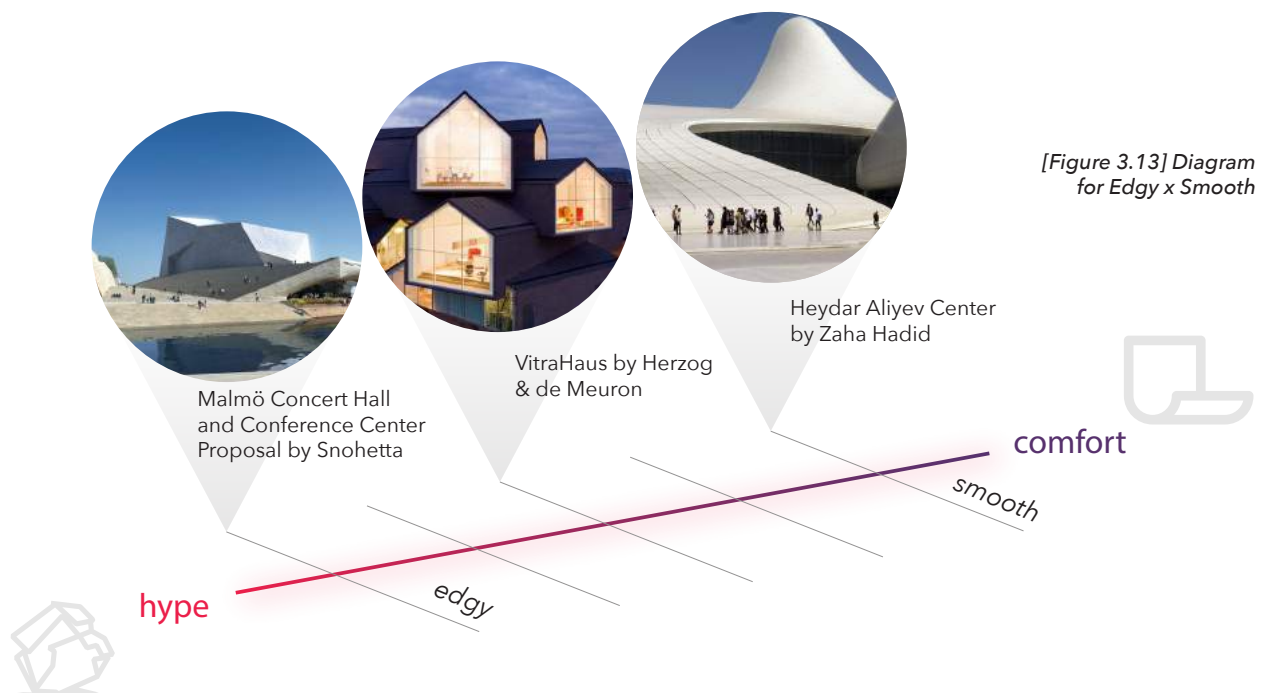 [Figure 3.13] Diagram
for Edgy x Smooth
Heydar Aliyev Center
by Zaha Hadid
VitraHaus by Herzog
& de Meuron
Malmö Concert Hall
and Conference Center
Proposal by Snohetta
comfort
smooth
edgy
hype